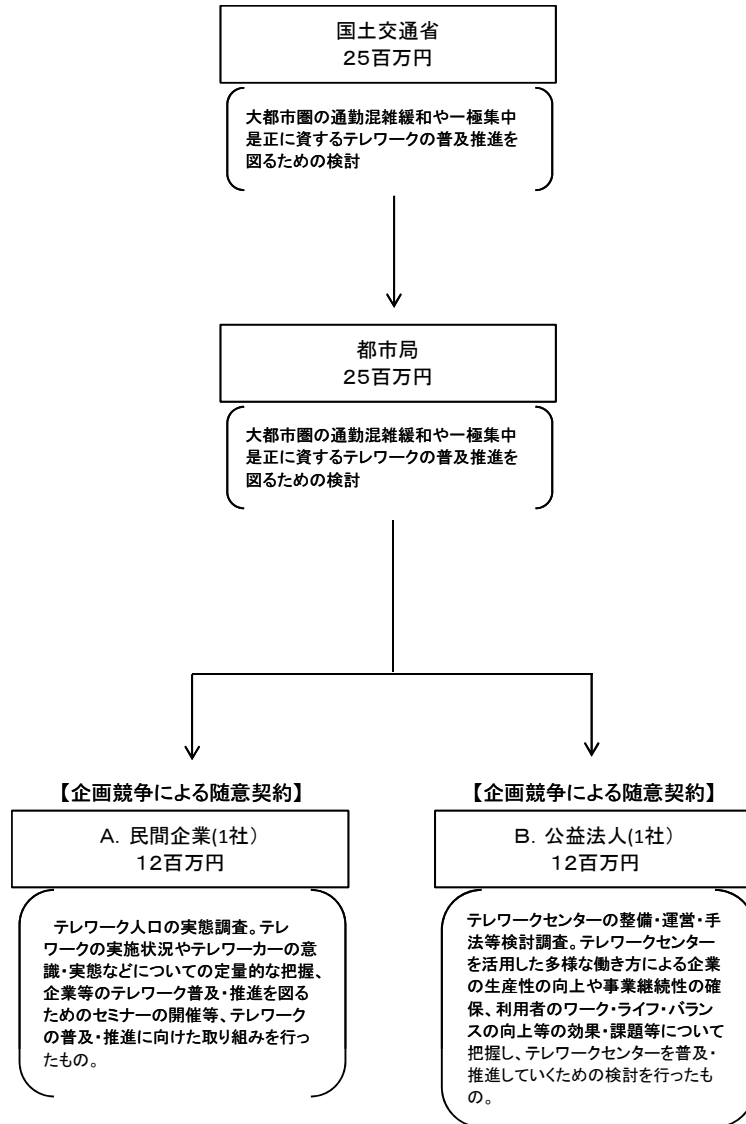 国土交通省
25百万円
大都市圏の通勤混雑緩和や一極集中
是正に資するテレワークの普及推進を
図るための検討
都市局
25百万円
大都市圏の通勤混雑緩和や一極集中
是正に資するテレワークの普及推進を
図るための検討
【企画競争による随意契約】
A．民間企業(1社）
12百万円
テレワーク人口の実態調査。テレ
ワークの実施状況やテレワーカーの意
識・実態などについての定量的な把握、
企業等のテレワーク普及・推進を図る
ためのセミナーの開催等、テレワーク
の普及・推進に向けた取り組みを行っ
たもの。
【企画競争による随意契約】
B．公益法人(1社）
12百万円
テレワークセンターの整備・運営・手
法等検討調査。テレワークセンター
を活用した多様な働き方による企業
の生産性の向上や事業継続性の確
保、利用者のワーク・ライフ・バラン
スの向上等の効果・課題等について
把握し、テレワークセンターを普及・
推進していくための検討を行ったも
の。